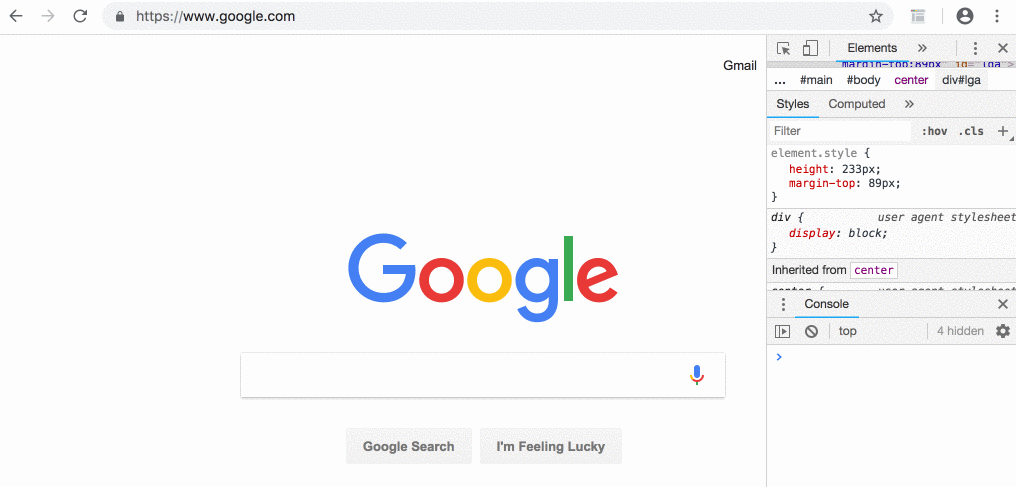 https://www.google.com
Gmail
Google
Google Search
I'm Feeling Lucky
Elements »
margin-top:89px" id="lga">
... #main #body center div#lga
Styles Computed »
Filter :hov .cls +
element.style {
height: 233px;
margin-top: 89px;
}
div { user agent stylesheet
display: block;
}
Inherited from center
center { user agent stylesheet
Console
top 4 hidden
›